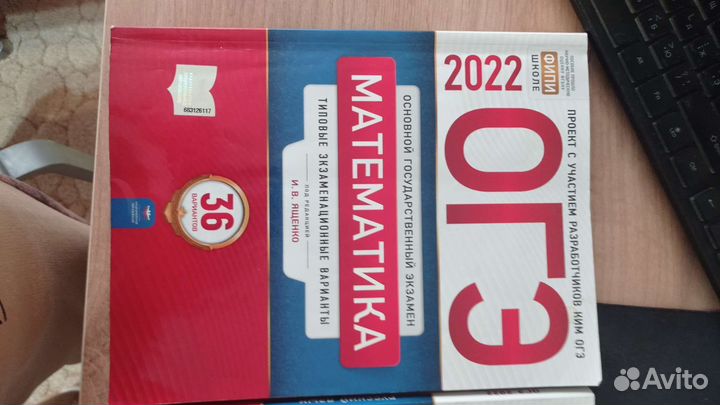 ПРОЕКТ С УЧАСТИЕМ РАЗРАБОТЧИКОВ КИМ ОГЭ
ФИПИ
ШКОЛЕ
2022
ОГЭ
ОСНОВНОЙ ГОСУДАРСТВЕННЫЙ ЭКЗАМЕН
МАТЕМАТИКА
ТИПОВЫЕ ЭКЗАМЕНАЦИОННЫЕ ВАРИАНТЫ
ПОД РЕДАКЦИЕЙ
И. В. ЯЩЕНКО
36
ВАРИАНТОВ
683126117
Avito